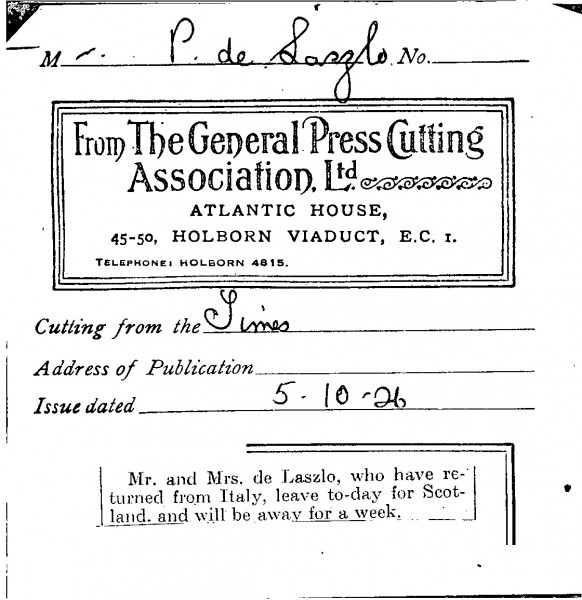 Mr. P. de Laszlo No.
From The General Press Cutting
Association, Ltd.
ATLANTIC HOUSE,
45-50, HOLBORN VIADUCT, E.C. 1.
TELEPHONE: HOLBORN 4815.
Cutting from the Times
Address of Publication
Issue dated 5-10-26
Mr. and Mrs. de Laszlo, who have re-
turned from Italy, leave to-day for Scot-
land. and will be away for a week.